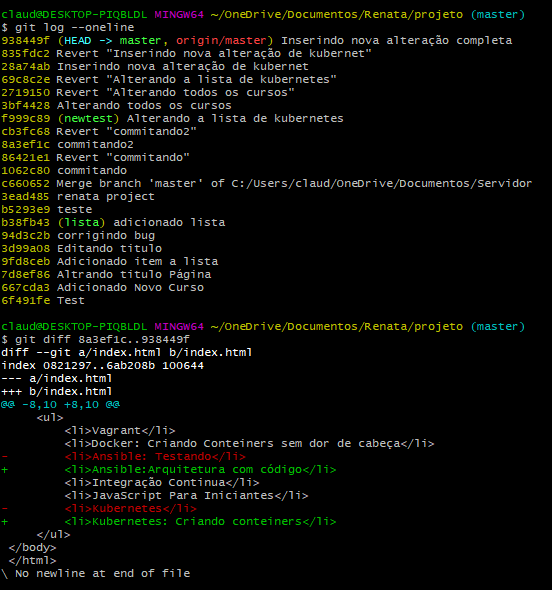 claud@DESKTOP-PIQBLDL MINGW64 ~/OneDrive/Documentos/Renata/projeto (master)
$ git log --oneline
938449f (HEAD -> master, origin/master) Inserindo nova alteração completa
835fdc2 Revert "Inserindo nova alteração de kubernet"
28a74ab Inserindo nova alteração de kubernet
69c8c2e Revert "Alterando a lista de kubernetes"
2719150 Revert "Alterando todos os cursos"
3bf4428 Alterando todos os cursos
f999c89 (newtest) Alterando a lista de kubernetes
cb3fc68 Revert "commitando2"
8a3ef1c commitando2
86421e1 Revert "commitando"
1062c80 commitando
c660652 Merge branch 'master' of C:/Users/claud/OneDrive/Documentos/Servidor
3ead485 renata project
b5293e9 teste
b38fb43 (lista) adicionado lista
94d3c2b corrigindo bug
3d99a08 Editando titulo
9fd8ceb Adicionado item a lista
7d8ef86 Altrando titulo Página
667cda3 Adicionado Novo Curso
6f491fe Test
claud@DESKTOP-PIQBLDL MINGW64 ~/OneDrive/Documentos/Renata/projeto (master)
$ git diff 8a3ef1c..938449f
diff --git a/index.html b/index.html
index 0821297..6ab208b 100644
--- a/index.html
+++ b/index.html
@@ -8,10 +8,10 @@
<ul>
<li>Vagrant</li>
<li>Docker: Criando Conteiners sem dor de cabeça</li>
- <li>Ansible: Testando</li>
+ <li>Ansible:Arquitetura com código</li>
<li>Integração Continua</li>
<li>JavaScript Para Iniciantes</li>
- <li>Kubernetes</li>
+ <li>Kubernetes: Criando conteiners</li>
</ul>
</body>
</html>
\ No newline at end of file